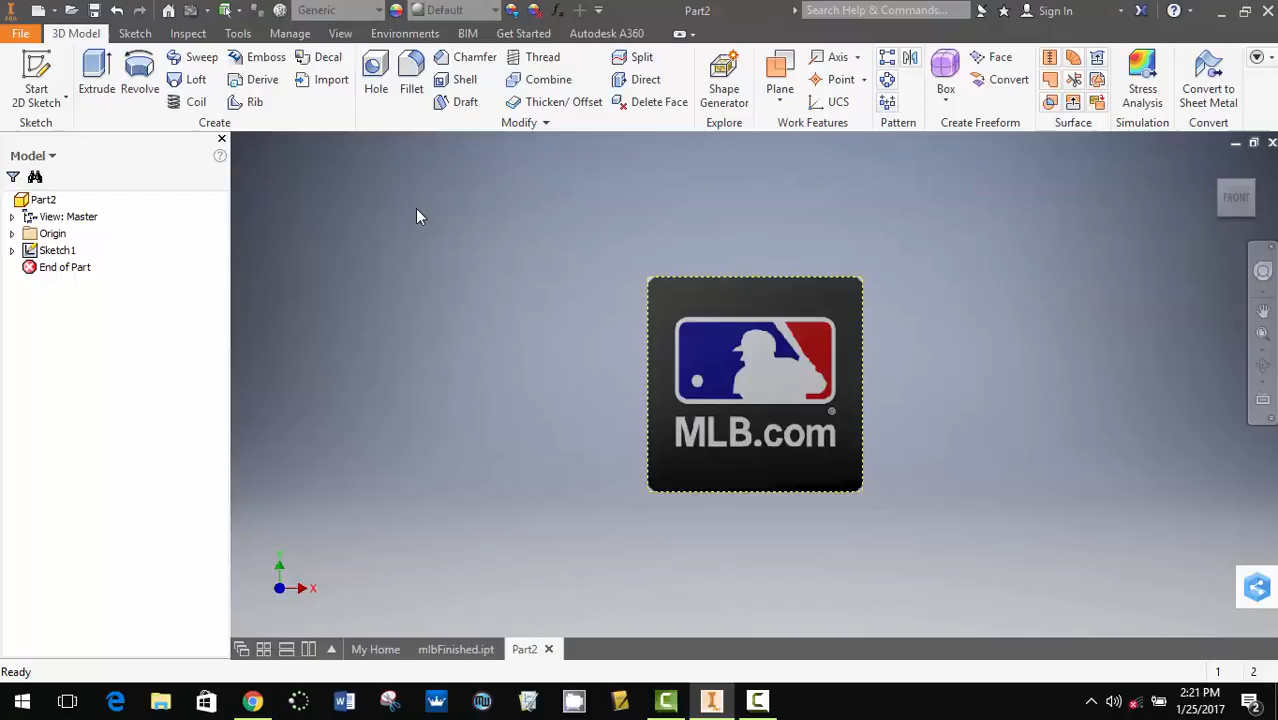 PRO
Generic
Default
Part2
Search Help & Commands...
Sign In
File
3D Model
Sketch
Inspect
Tools
Manage
View
Environments
BIM
Get Started
Autodesk A360
Start
2D Sketch
Extrude
Revolve
Sweep
Loft
Coil
Emboss
Derive
Rib
Decal
Import
Hole
Fillet
Chamfer
Shell
Draft
Thread
Combine
Thicken/ Offset
Split
Direct
Delete Face
Shape
Generator
Plane
Axis
Point
UCS
Box
Face
Convert
Stress
Analysis
Convert to
Sheet Metal
Sketch
Create
Modify
Explore
Work Features
Pattern
Create Freeform
Surface
Simulation
Convert
Model
Part2
View: Master
Origin
Sketch1
End of Part
FRONT
MLB.com
®
X
My Home
mlbFinished.ipt
Part2
Ready
1
2
2:21 PM
1/25/2017
2